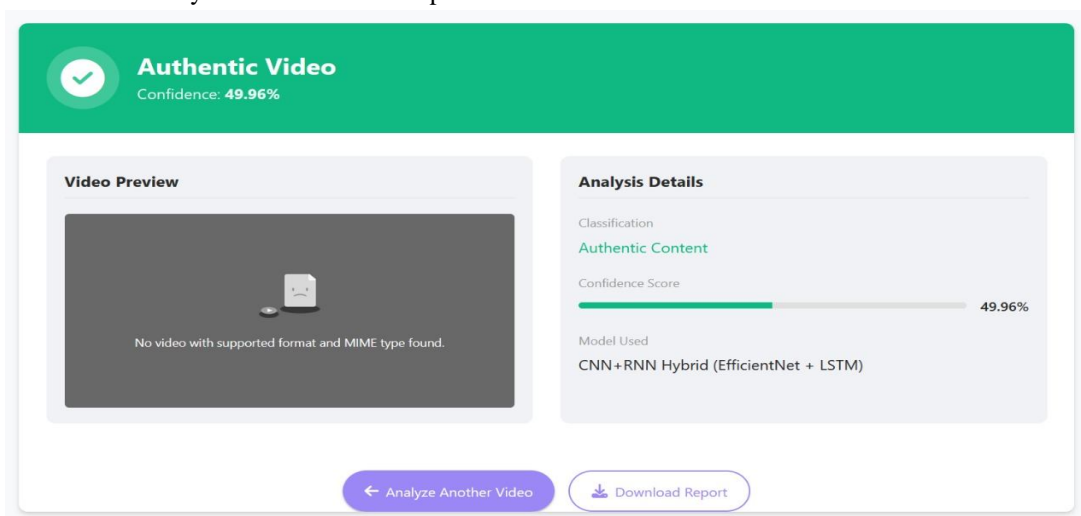 Authentic Video
Confidence: 49.96%
Video Preview
No video with supported format and MIME type found.
Analysis Details
Classification
Authentic Content
Confidence Score
49.96%
Model Used
CNN+RNN Hybrid (EfficientNet + LSTM)
← Analyze Another Video
Download Report